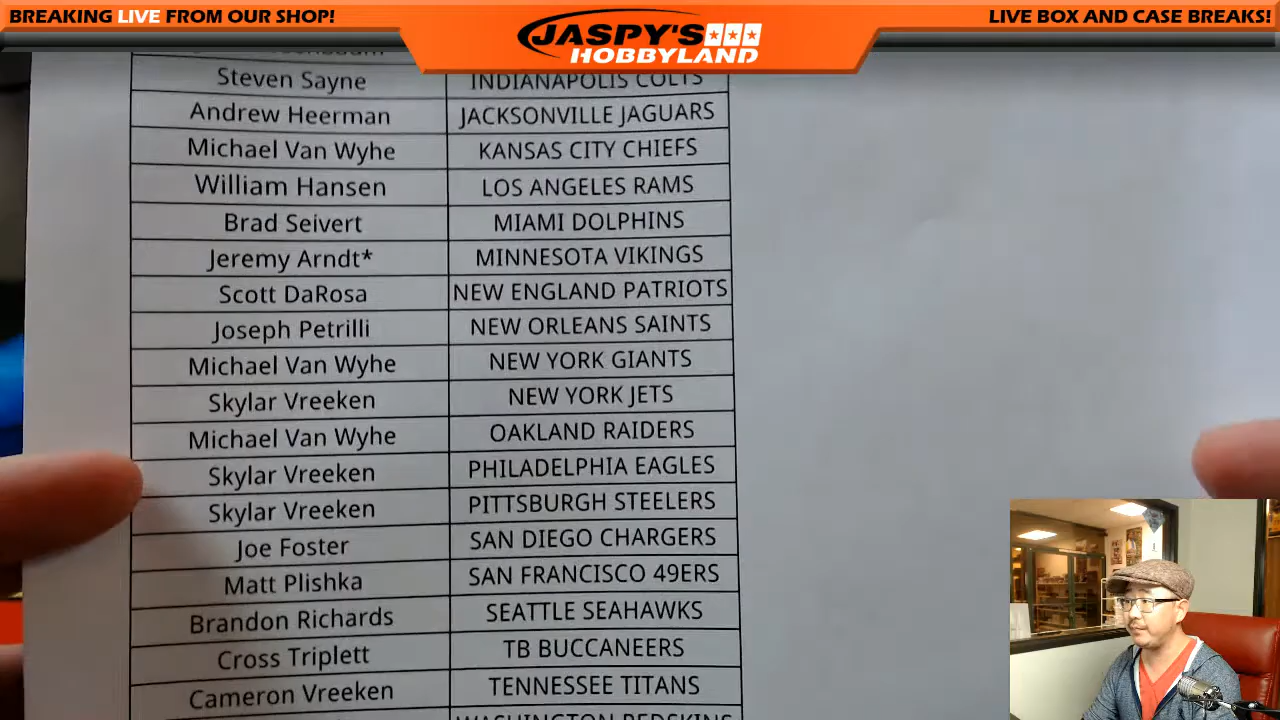 BREAKING LIVE FROM OUR SHOP!
JASPY'S
HOBBYLAND
LIVE BOX AND CASE BREAKS!
Steven Sayne INDIANAPOLIS COLTS
Andrew Heerman JACKSONVILLE JAGUARS
Michael Van Wyhe KANSAS CITY CHIEFS
William Hansen LOS ANGELES RAMS
Brad Seivert MIAMI DOLPHINS
Jeremy Arndt* MINNESOTA VIKINGS
Scott DaRosa NEW ENGLAND PATRIOTS
Joseph Petrilli NEW ORLEANS SAINTS
Michael Van Wyhe NEW YORK GIANTS
Skylar Vreeken NEW YORK JETS
Michael Van Wyhe OAKLAND RAIDERS
Skylar Vreeken PHILADELPHIA EAGLES
Skylar Vreeken PITTSBURGH STEELERS
Joe Foster SAN DIEGO CHARGERS
Matt Plishka SAN FRANCISCO 49ERS
Brandon Richards SEATTLE SEAHAWKS
Cross Triplett TB BUCCANEERS
Cameron Vreeken TENNESSEE TITANS
WASHINGTON REDSKINS